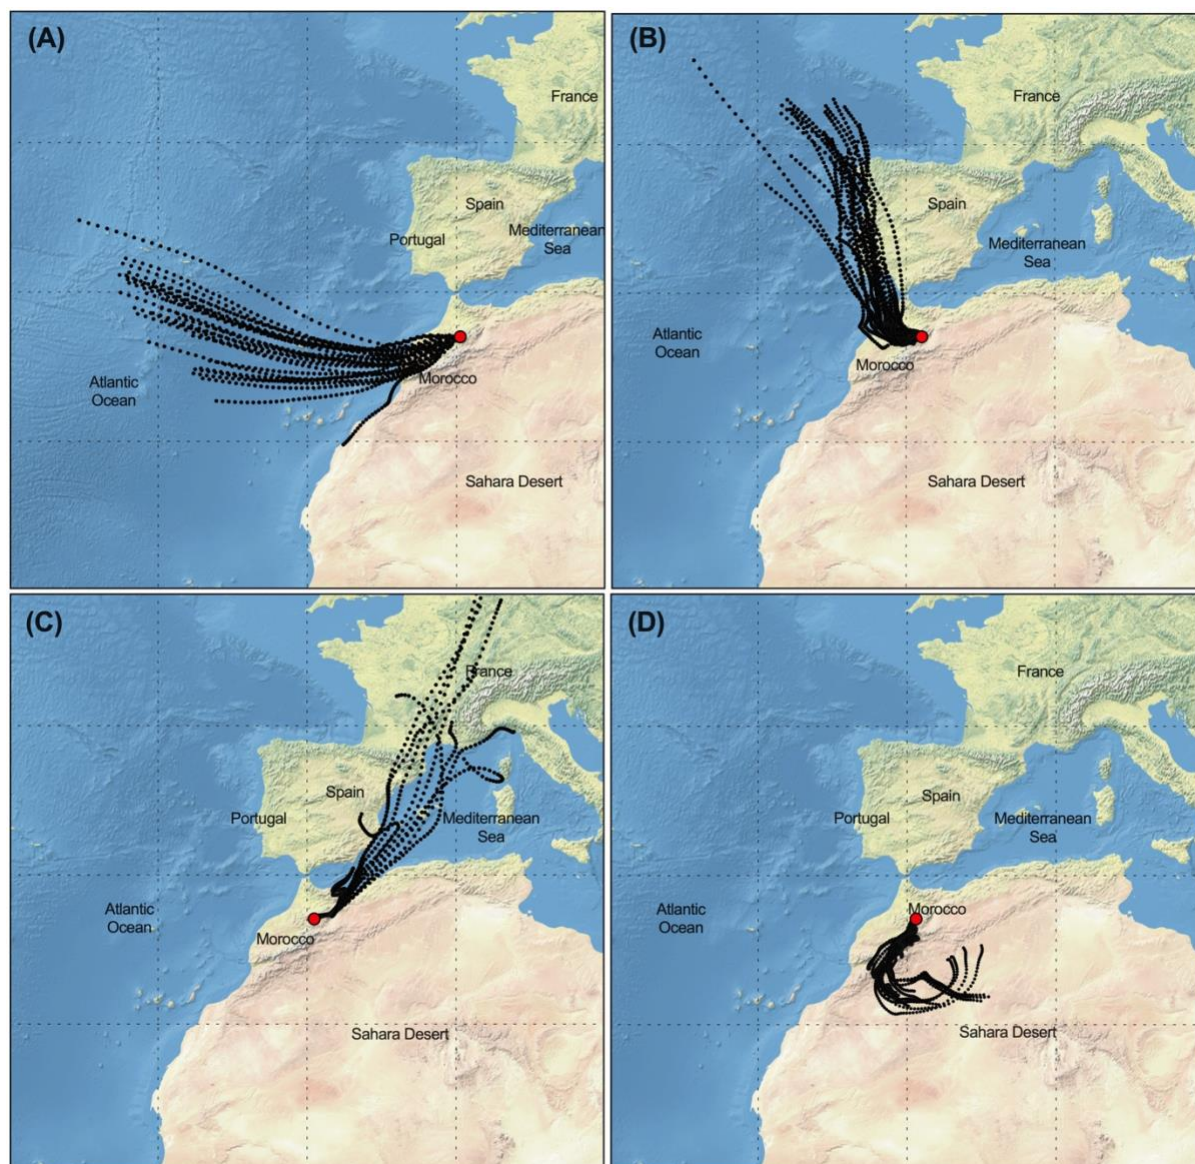 (A)
France
Spain
Portugal
Mediterranean
Sea
Morocco
Atlantic
Ocean
Sahara Desert
(B)
France
Spain
Mediterranean
Sea
Atlantic
Ocean
Morocco
Sahara Desert
(C)
France
Spain
Portugal
Mediterranean
Sea
Atlantic
Ocean
Morocco
Sahara Desert
(D)
France
Spain
Portugal
Mediterranean
Sea
Atlantic
Ocean
Morocco
Sahara Desert